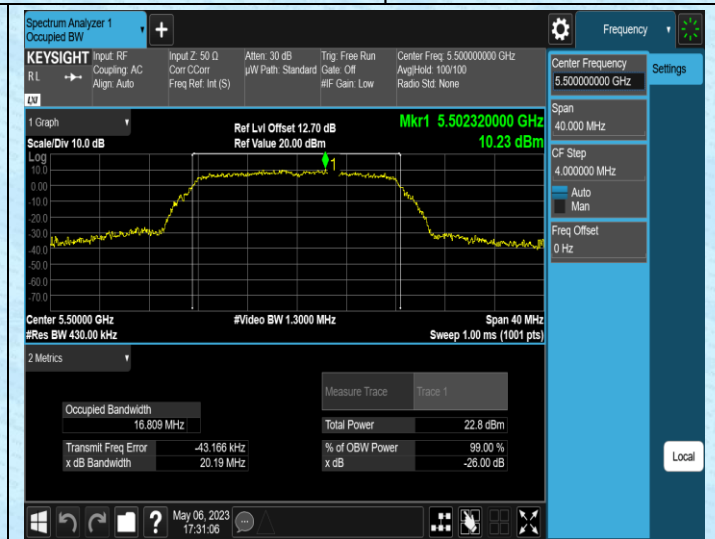 Spectrum Analyzer 1
Occupied BW
+
Frequency
KEYSIGHT
RL
LXI
Input: RF
Coupling: AC
Align: Auto
Input Z: 50 Ω
Corr CCorr
Freq Ref: Int (S)
Atten: 30 dB
µW Path: Standard
Trig: Free Run
Gate: Off
#IF Gain: Low
Center Freq: 5.500000000 GHz
Avg|Hold: 100/100
Radio Std: None
Center Frequency
5.500000000 GHz
Settings
Span
40.000 MHz
CF Step
4.000000 MHz
Auto
Man
Freq Offset
0 Hz
Local
1 Graph
Scale/Div 10.0 dB
Ref Lvl Offset 12.70 dB
Ref Value 20.00 dBm
Mkr1 5.502320000 GHz
10.23 dBm
Log
10.0
0.00
-10.0
-20.0
-30.0
-40.0
-50.0
-60.0
-70.0
1
Center 5.50000 GHz
#Res BW 430.00 kHz
#Video BW 1.3000 MHz
Span 40 MHz
Sweep 1.00 ms (1001 pts)
2 Metrics
Measure Trace Trace 1
Occupied Bandwidth
16.809 MHz
Total Power 22.8 dBm
Transmit Freq Error -43.166 kHz
% of OBW Power 99.00 %
x dB Bandwidth 20.19 MHz
x dB -26.00 dB
?
May 06, 2023
17:31:06